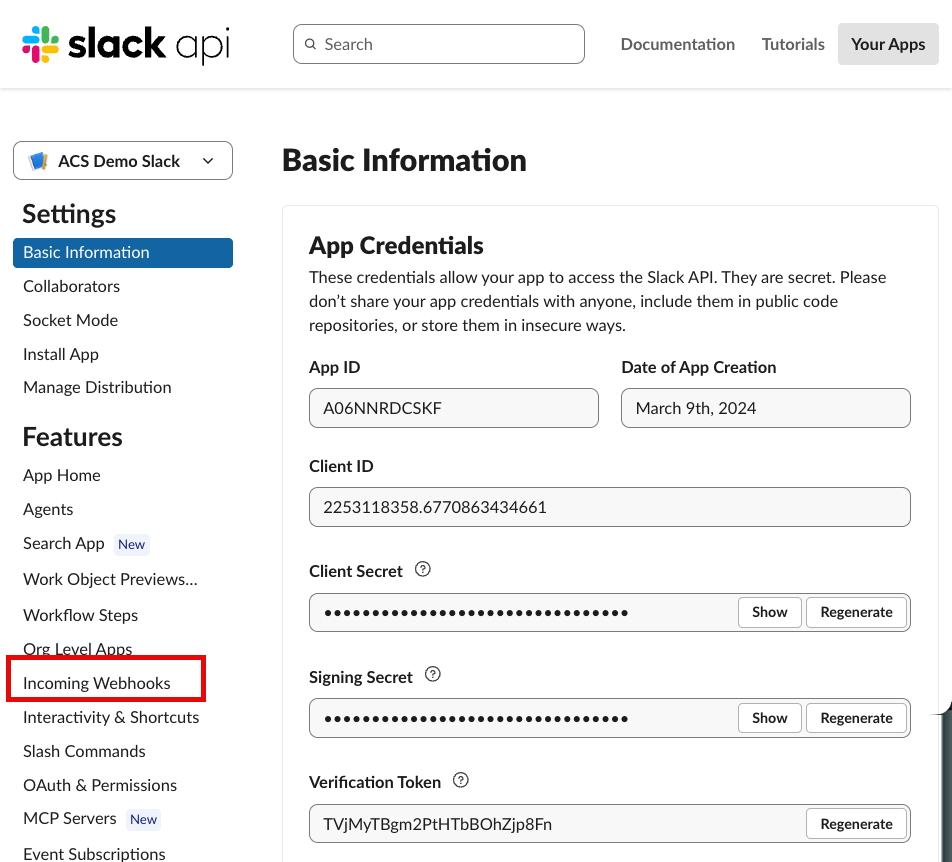 slack api
Search
Documentation
Tutorials
Your Apps
ACS Demo Slack
Settings
Basic Information
Collaborators
Socket Mode
Install App
Manage Distribution
Features
App Home
Agents
Search App New
Work Object Previews...
Workflow Steps
Org Level Apps
Incoming Webhooks
Interactivity & Shortcuts
Slash Commands
OAuth & Permissions
MCP Servers New
Event Subscriptions
Basic Information
App Credentials
These credentials allow your app to access the Slack API. They are secret. Please
don’t share your app credentials with anyone, include them in public code
repositories, or store them in insecure ways.
App ID
A06NNRDCSKF
Date of App Creation
March 9th, 2024
Client ID
2253118358.6770863434661
Client Secret ?
•••••••••••••••••••••••••••••••• Show Regenerate
Signing Secret ?
•••••••••••••••••••••••••••••••• Show Regenerate
Verification Token ?
TVjMyTBgm2PtHTbBOhZjp8Fn Regenerate